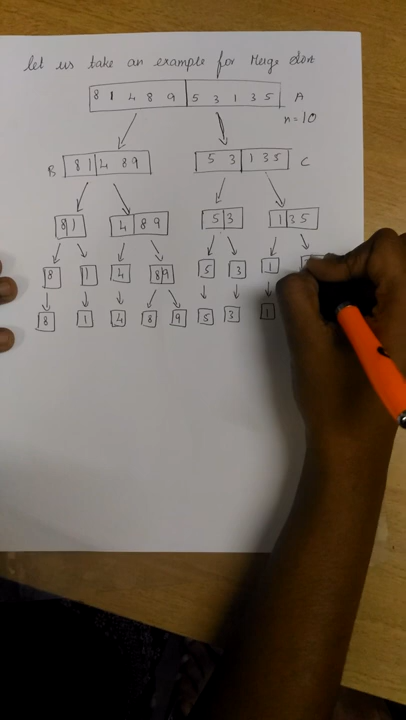 let us take an example for Merge Sort
8 1 4 8 9 5 3 1 3 5 A
n=10
B 8 1 4 8 9 5 3 1 3 5 C
8 1 4 8 9 5 3 1 3 5
8 1 4 8 9 5 3 1
8 1 4 8 9 5 3 1